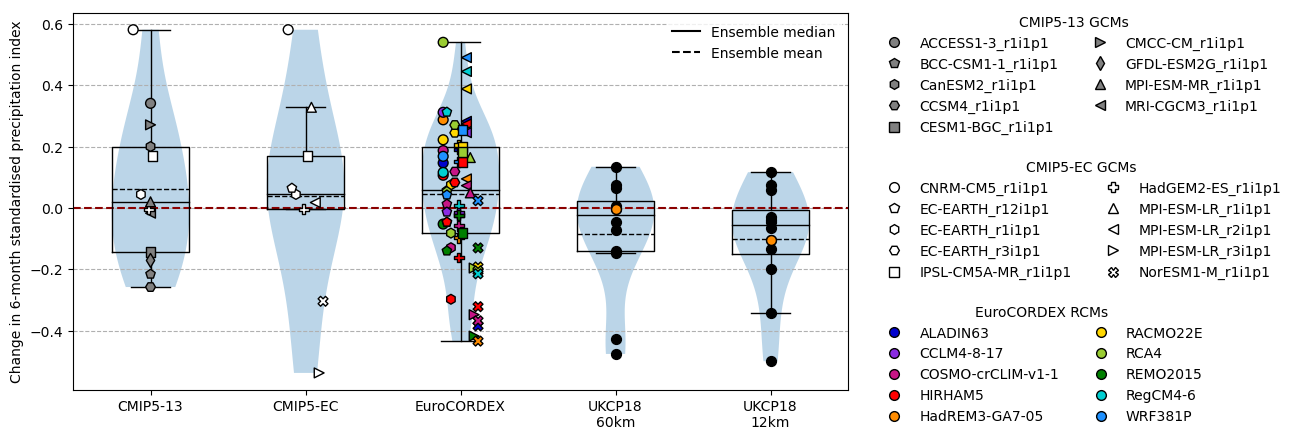 Change in 6-month standardised precipitation index
0.6
0.4
0.2
0.0
−0.2
−0.4
Ensemble median
Ensemble mean
CMIP5-13
CMIP5-EC
EuroCORDEX
UKCP18
60km
UKCP18
12km
CMIP5-13 GCMs
ACCESS1-3_r1i1p1
BCC-CSM1-1_r1i1p1
CanESM2_r1i1p1
CCSM4_r1i1p1
CESM1-BGC_r1i1p1
CMCC-CM_r1i1p1
GFDL-ESM2G_r1i1p1
MPI-ESM-MR_r1i1p1
MRI-CGCM3_r1i1p1
CMIP5-EC GCMs
CNRM-CM5_r1i1p1
EC-EARTH_r12i1p1
EC-EARTH_r1i1p1
EC-EARTH_r3i1p1
IPSL-CM5A-MR_r1i1p1
HadGEM2-ES_r1i1p1
MPI-ESM-LR_r1i1p1
MPI-ESM-LR_r2i1p1
MPI-ESM-LR_r3i1p1
NorESM1-M_r1i1p1
EuroCORDEX RCMs
ALADIN63
CCLM4-8-17
COSMO-crCLIM-v1-1
HIRHAM5
HadREM3-GA7-05
RACMO22E
RCA4
REMO2015
RegCM4-6
WRF381P